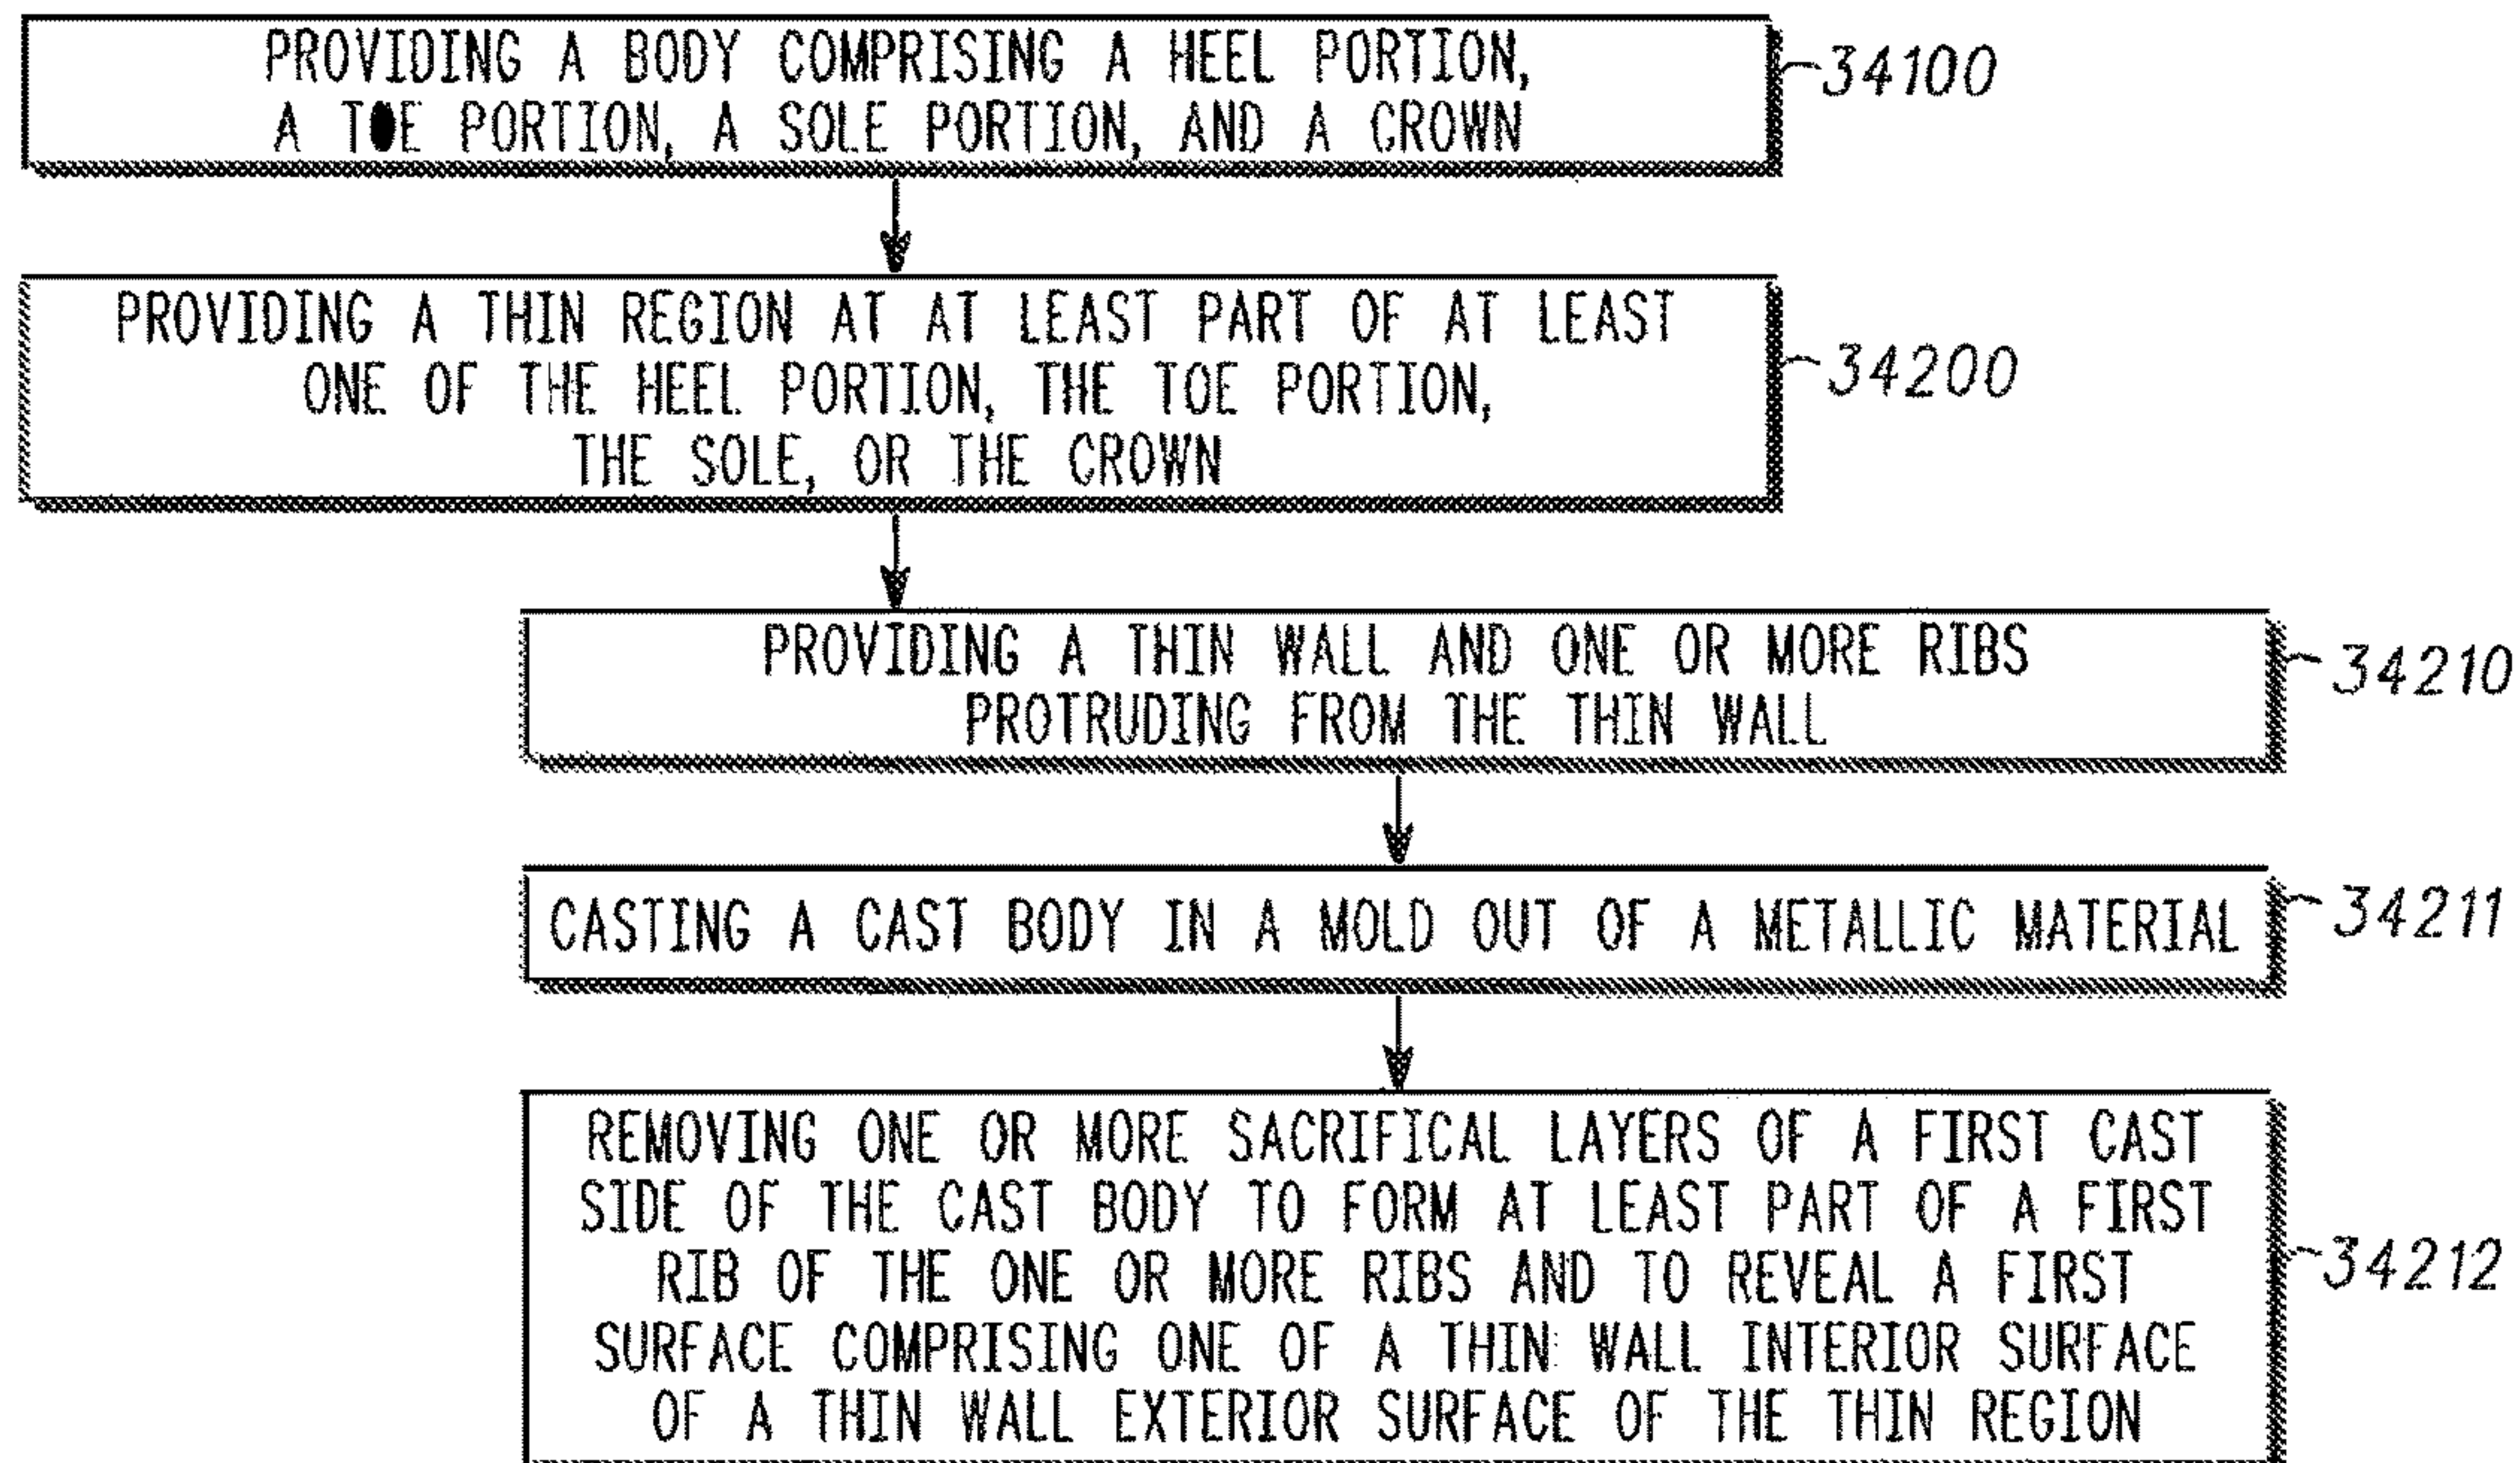 PROVIDING A BODY COMPRISING A HEEL PORTION,
A TOE PORTION, A SOLE PORTION, AND A CROWN
34100
PROVIDING A THIN REGION AT AT LEAST PART OF AT LEAST
ONE OF THE HEEL PORTION, THE TOE PORTION,
THE SOLE, OR THE CROWN
34200
PROVIDING A THIN WALL AND ONE OR MORE RIBS
PROTRUDING FROM THE THIN WALL
34210
CASTING A CAST BODY IN A MOLD OUT OF A METALLIC MATERIAL
34211
REMOVING ONE OR MORE SACRIFICAL LAYERS OF A FIRST CAST
SIDE OF THE CAST BODY TO FORM AT LEAST PART OF A FIRST
RIB OF THE ONE OR MORE RIBS AND TO REVEAL A FIRST
SURFACE COMPRISING ONE OF A THIN WALL INTERIOR SURFACE
OF A THIN WALL EXTERIOR SURFACE OF THE THIN REGION
34212